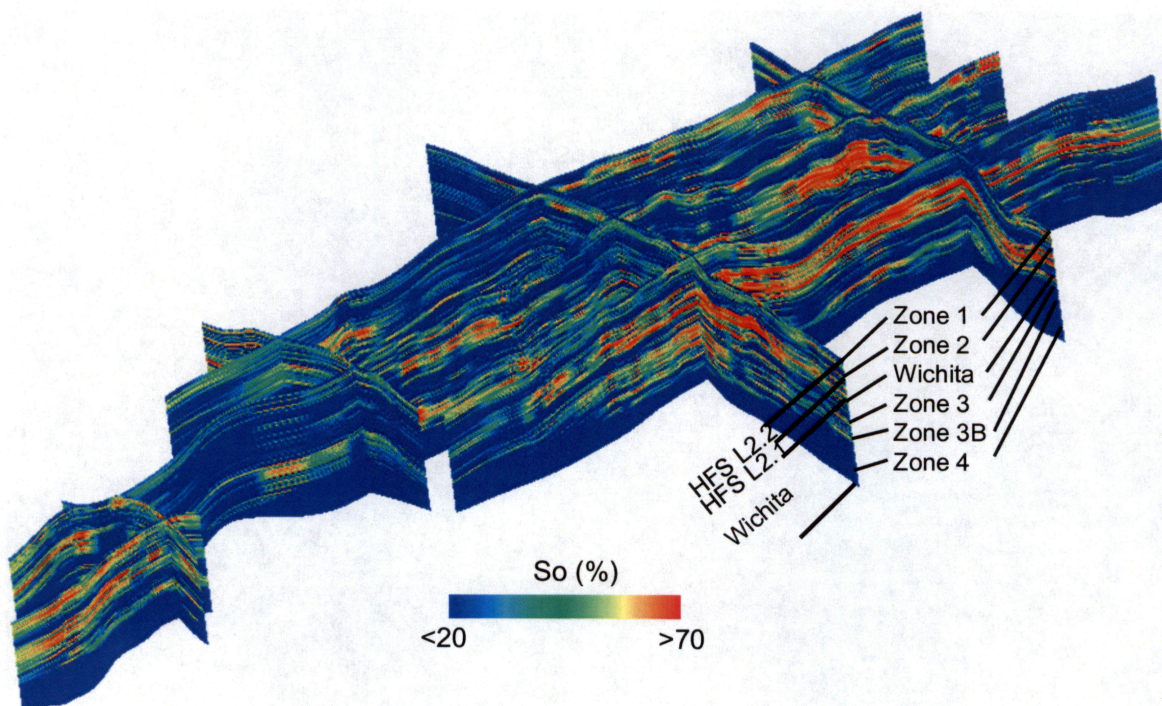 Zone 1
Zone 2
Wichita
Zone 3
Zone 3B
Zone 4
HFS L2.2
HFS L2.1
Wichita
So (%)
<20 >70